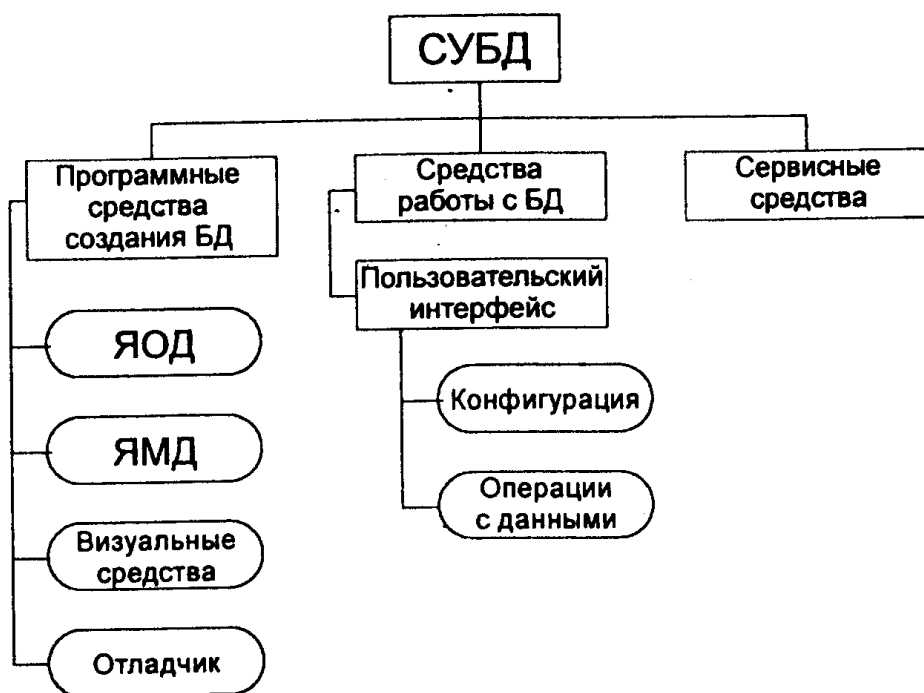 СУБД
Программные
средства
создания БД
Средства
работы с БД
Сервисные
средства
Пользовательский
интерфейс
ЯОД
Конфигурация
ЯМД
Операции
с данными
Визуальные
средства
Отладчик